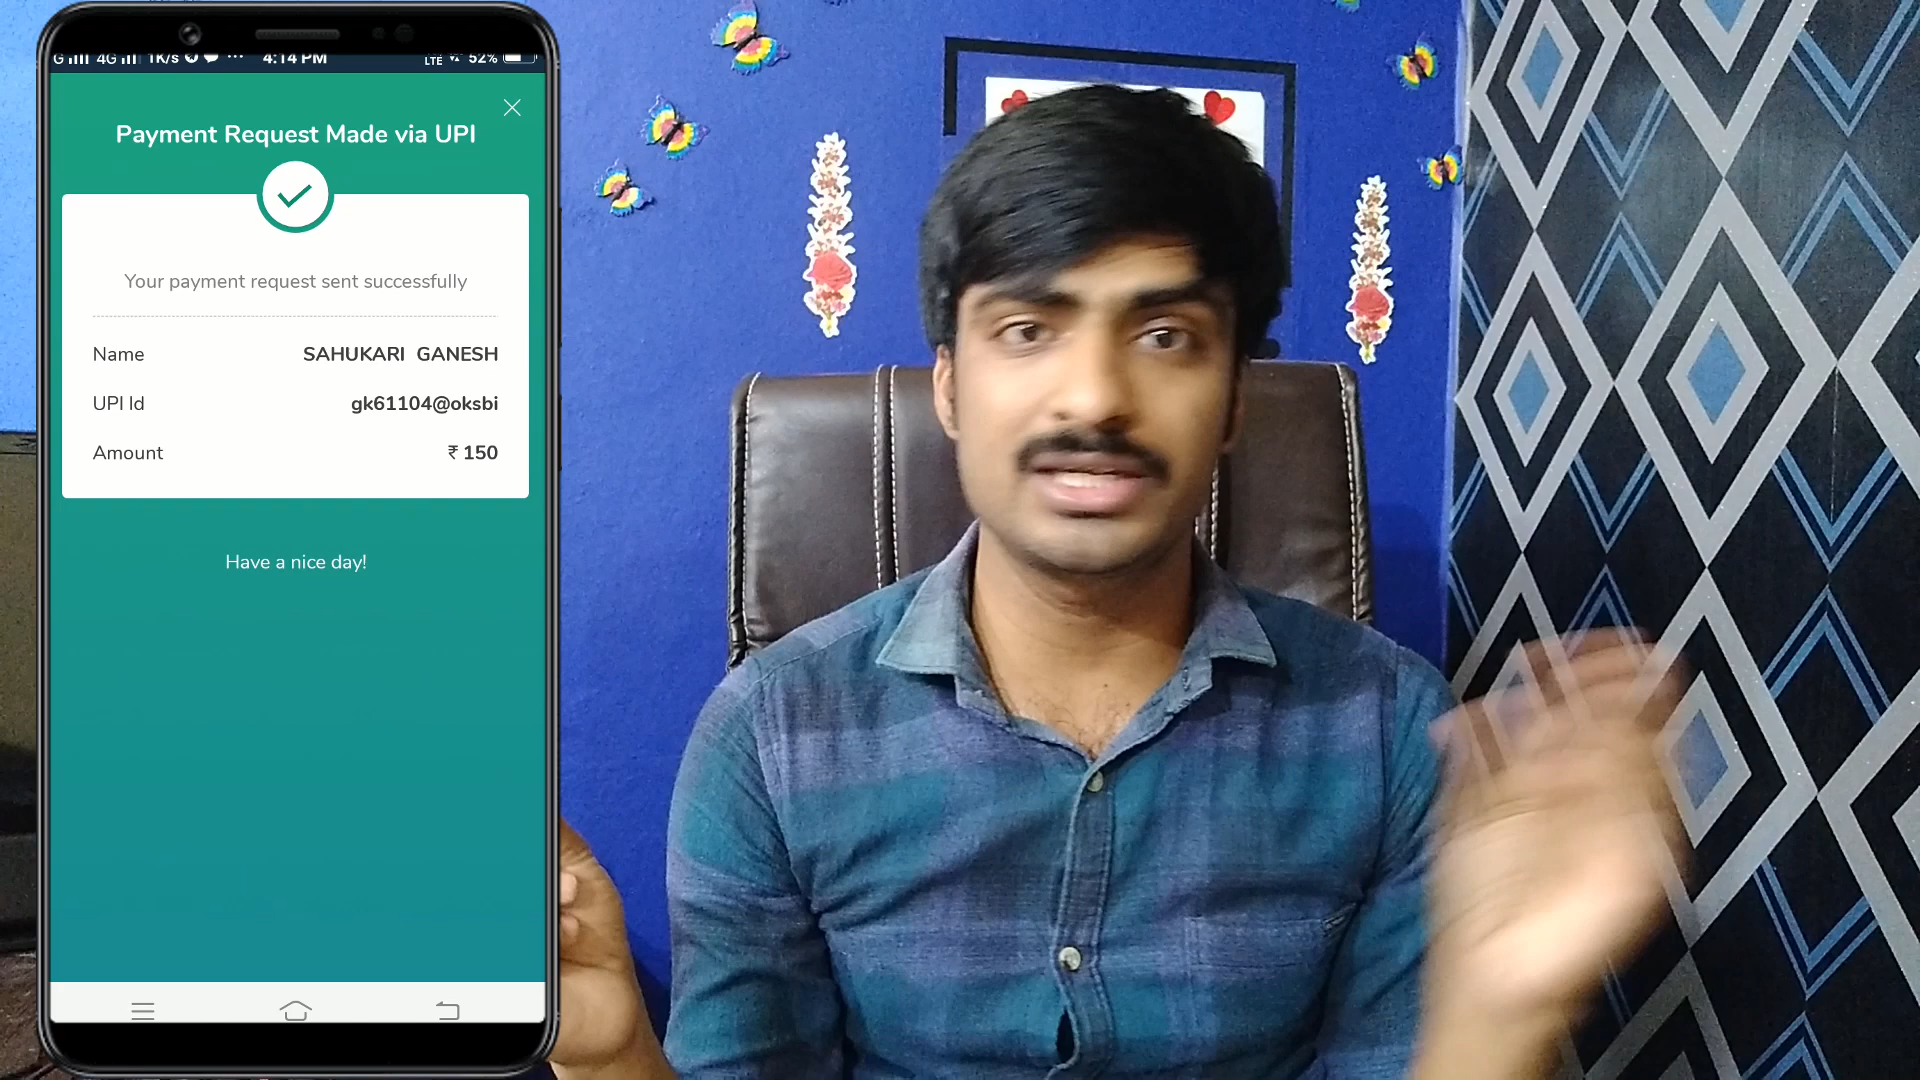 G 4G 1K/s ... 4:14 PM LTE 52%
Payment Request Made via UPI
Your payment request sent successfully
Name SAHUKARI GANESH
UPI Id gk61104@oksbi
Amount ₹ 150
Have a nice day!